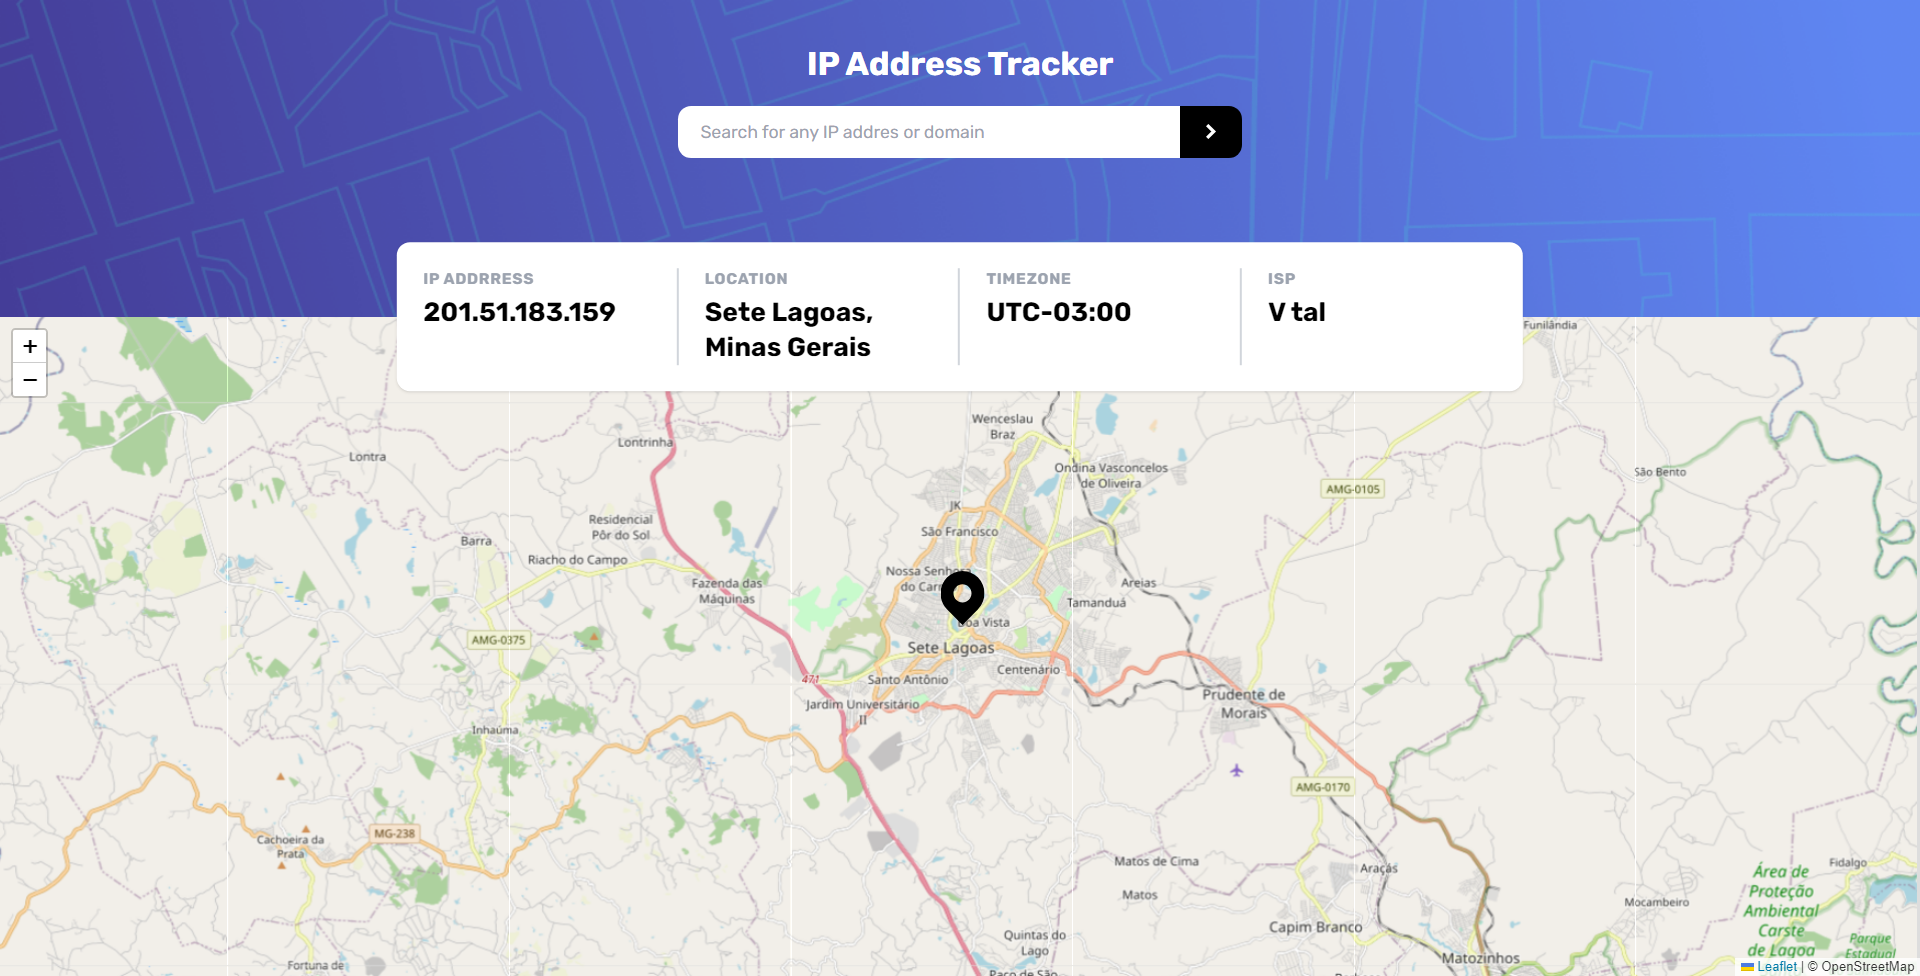 IP Address Tracker
Search for any IP addres or domain
IP ADDRRESS
201.51.183.159
LOCATION
Sete Lagoas,
Minas Gerais
TIMEZONE
UTC-03:00
ISP
V tal
+
−
Funilândia
Wenceslau
Braz
Lontrinha
Lontra
Ondina Vasconcelos
de Oliveira
São Bento
AMG-0105
JK
Residencial
Pôr do Sol
São Francisco
Barra
Riacho do Campo
Nossa Senhora
Fazenda das
Máquinas
Areias
Tamanduá
Boa Vista
AMG-0375
Sete Lagoas
Centenário
471
Santo Antônio
Prudente de
Morais
Jardim Universitário
II
Inhaúma
AMG-0170
MG-238
Cachoeira da
Prata
Matos de Cima
Araçás
Fidalgo
Área de
Proteção
Ambiental
Carste
de Lagoa
Matos
Mocambeiro
Capim Branco
Quintas do
Lago
Parque
Estadual
Matozinhos
Fortuna de
Paço de São
Leaflet | © OpenStreetMap